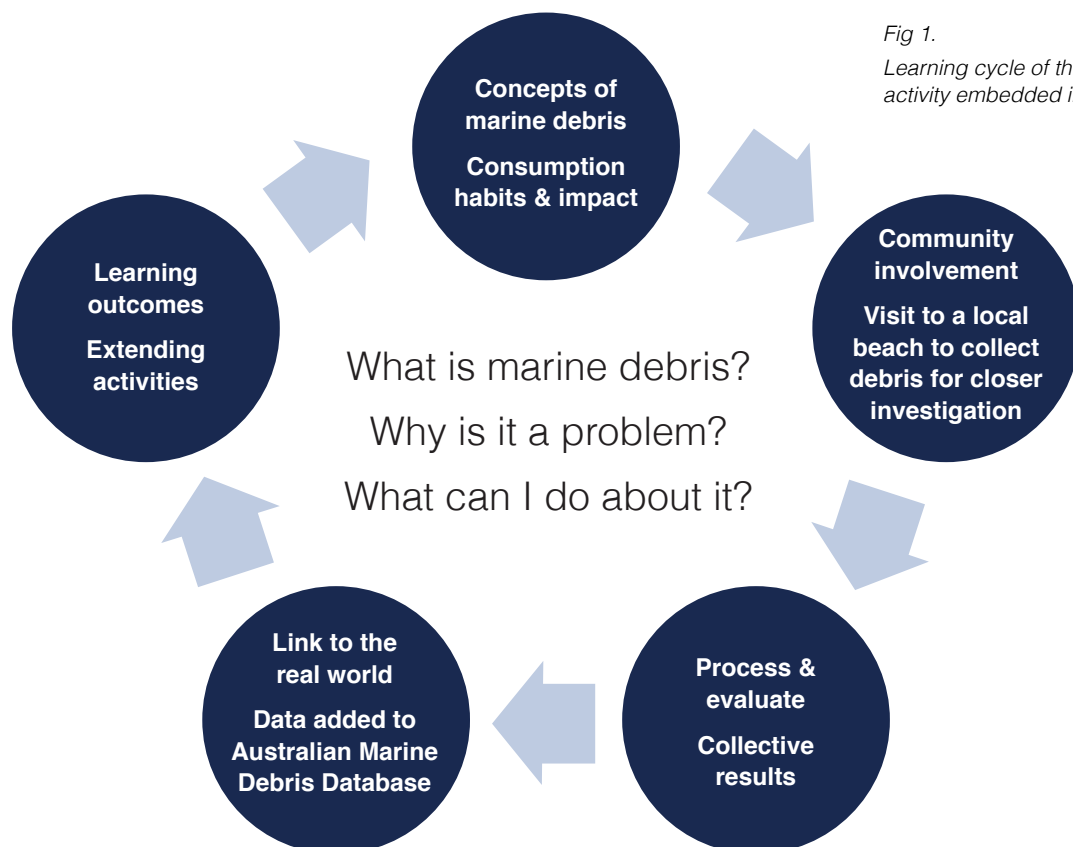 Fig 1.
Learning cycle of th
activity embedded i
Concepts of
marine debris
Consumption
habits & impact
Community
involvement
Visit to a local
beach to collect
debris for closer
investigation
Process &
evaluate
Collective
results
Link to the
real world
Data added to
Australian Marine
Debris Database
Learning
outcomes
Extending
activities
What is marine debris?
Why is it a problem?
What can I do about it?